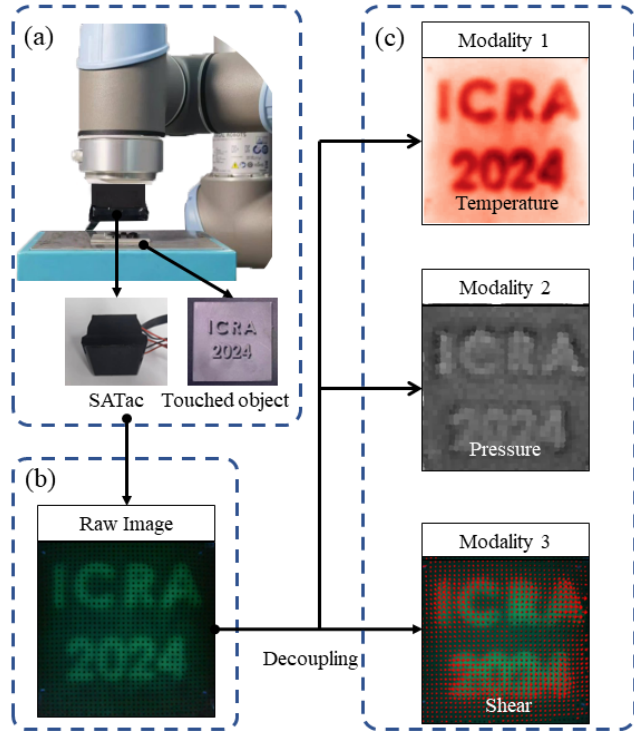 (a)
ICRA
2024
SATac
Touched object
(b)
Raw Image
ICRA
2024
Decoupling
(c)
Modality 1
ICRA
2024
Temperature
Modality 2
ICRA
2024
Pressure
Modality 3
ICRA
2024
Shear